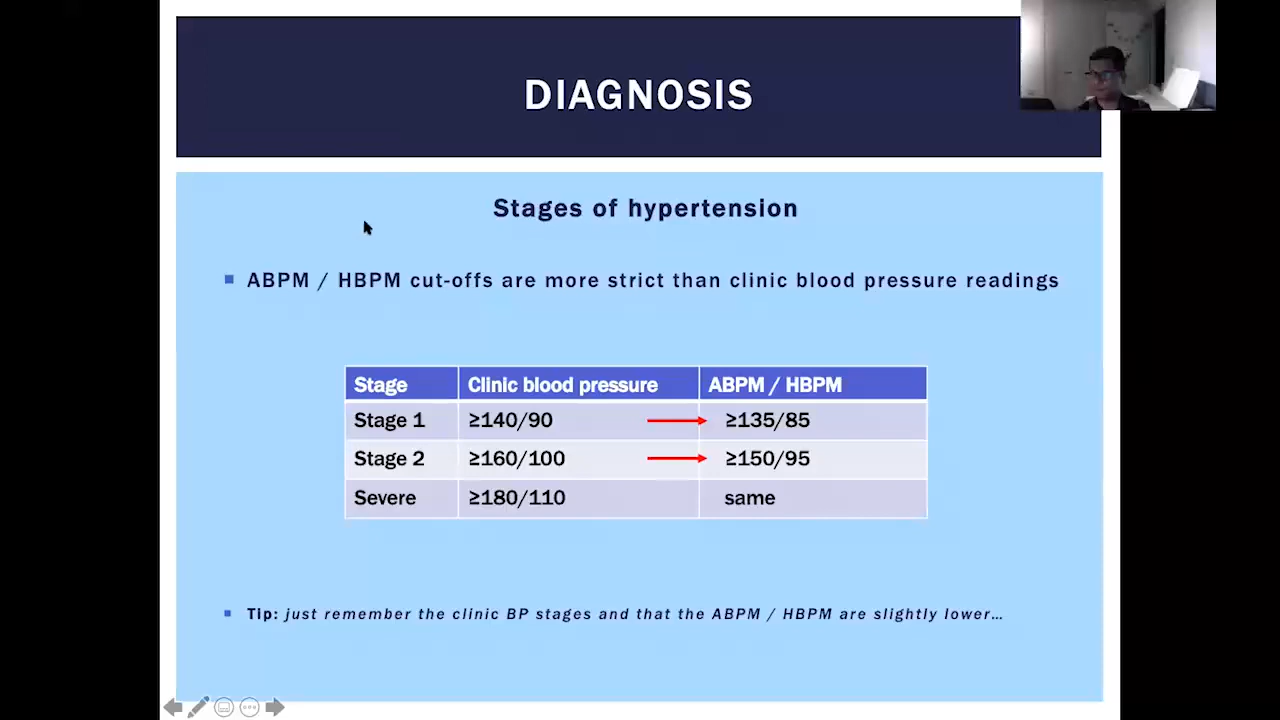 DIAGNOSIS
Stages of hypertension
ABPM / HBPM cut-offs are more strict than clinic blood pressure readings
Stage Clinic blood pressure ABPM / HBPM
Stage 1 ≥140/90 ≥135/85
Stage 2 ≥160/100 ≥150/95
Severe ≥180/110 same
Tip: just remember the clinic BP stages and that the ABPM / HBPM are slightly lower…